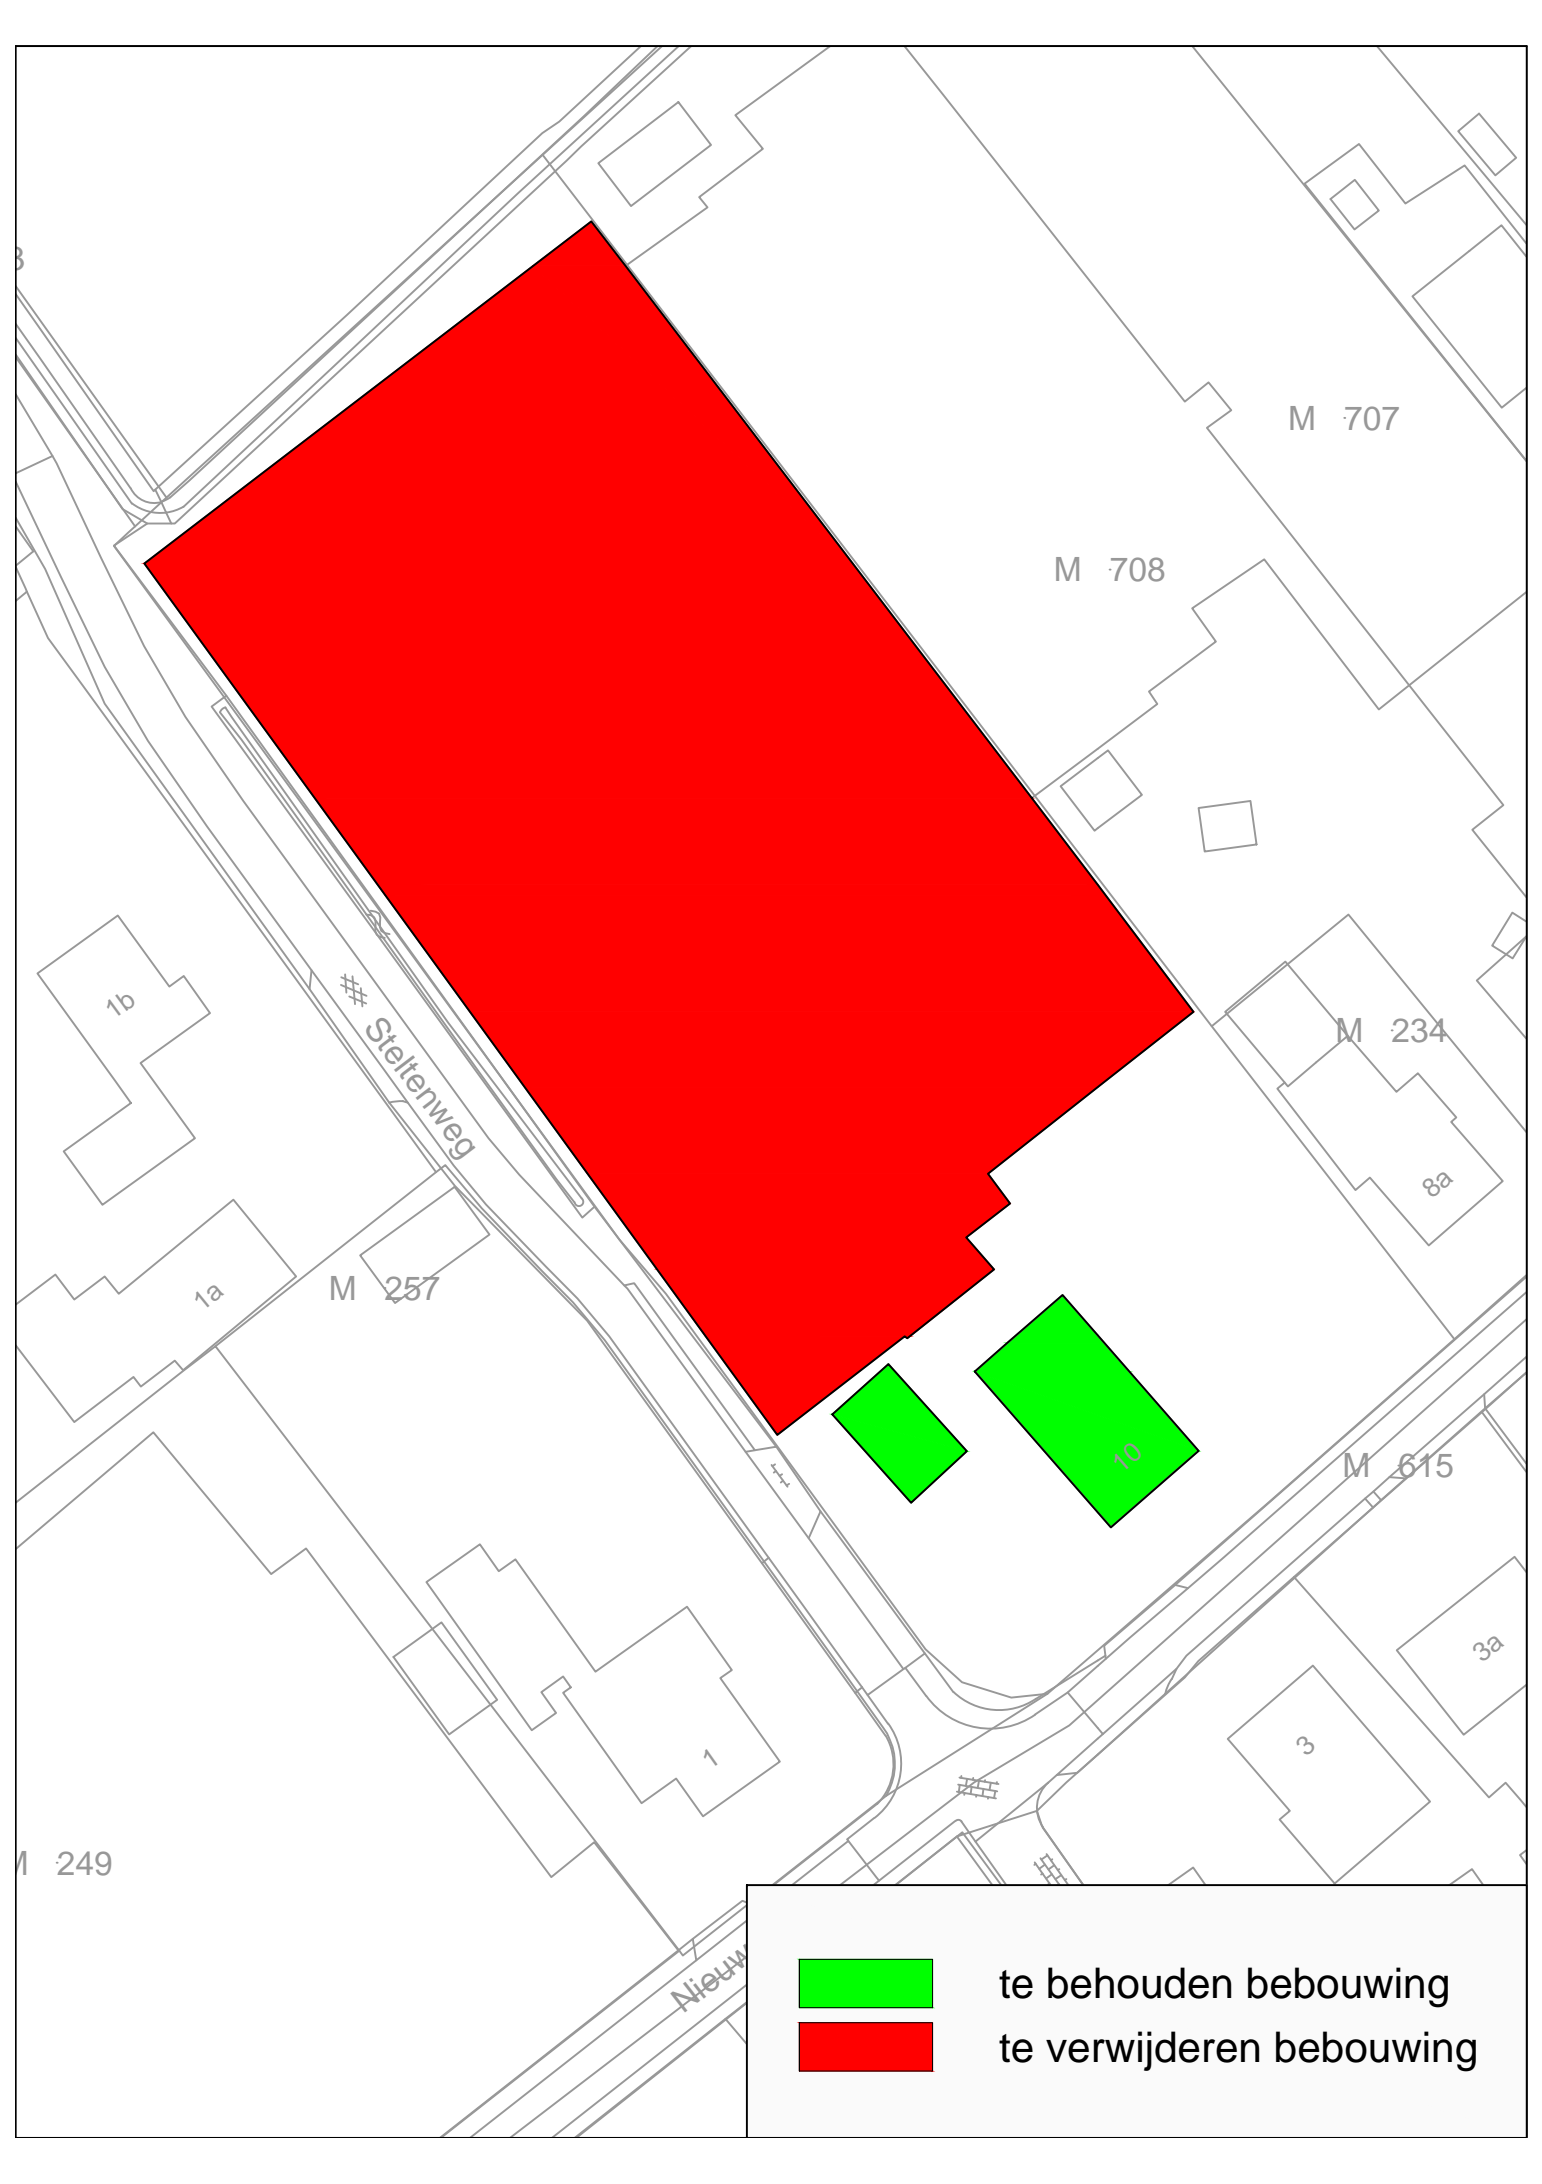 M 707
M 708
M 234
8a
1b
Steltenweg
1a
M 257
10
M 615
3a
3
1
M 249
te behouden bebouwing
te verwijderen bebouwing